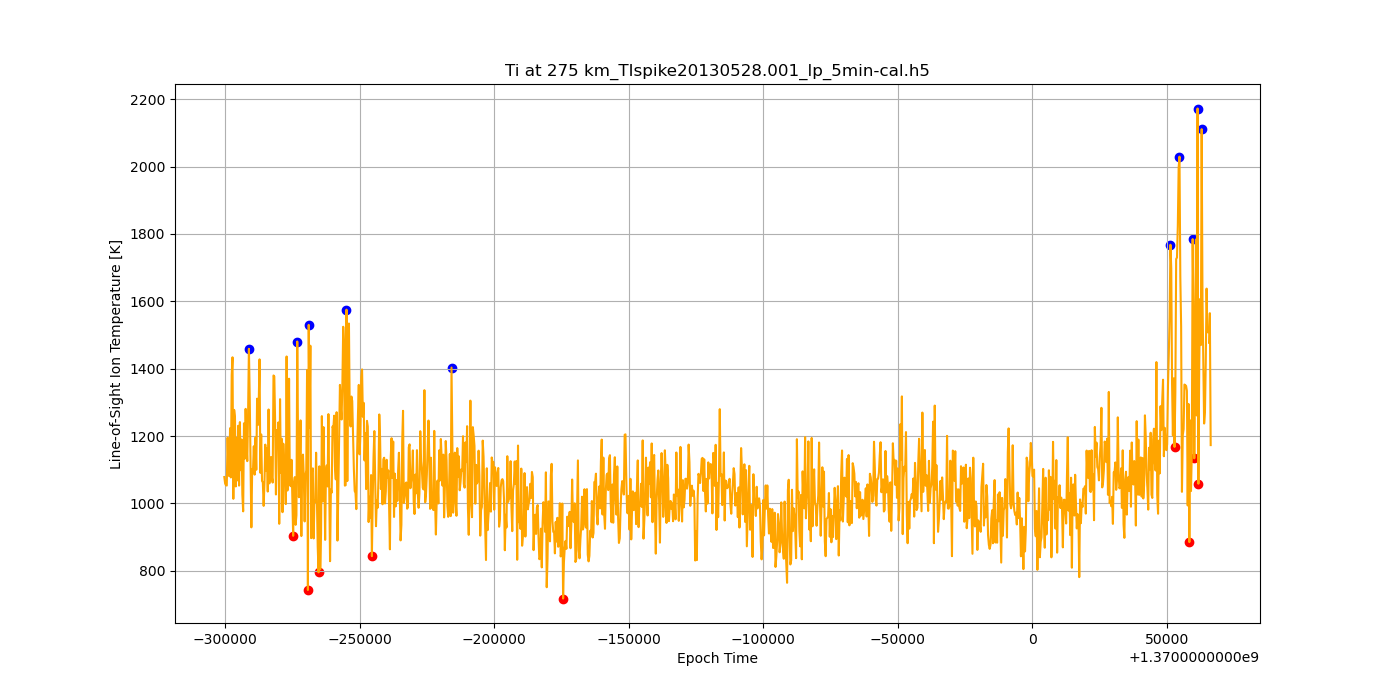 Ti at 275 km_TIspike20130528.001_lp_5min-cal.h5
Line-of-Sight Ion Temperature [K]
2200
2000
1800
1600
1400
1200
1000
800
−300000 −250000 −200000 −150000 −100000 −50000 0 50000
+1.3700000000e9
Epoch Time